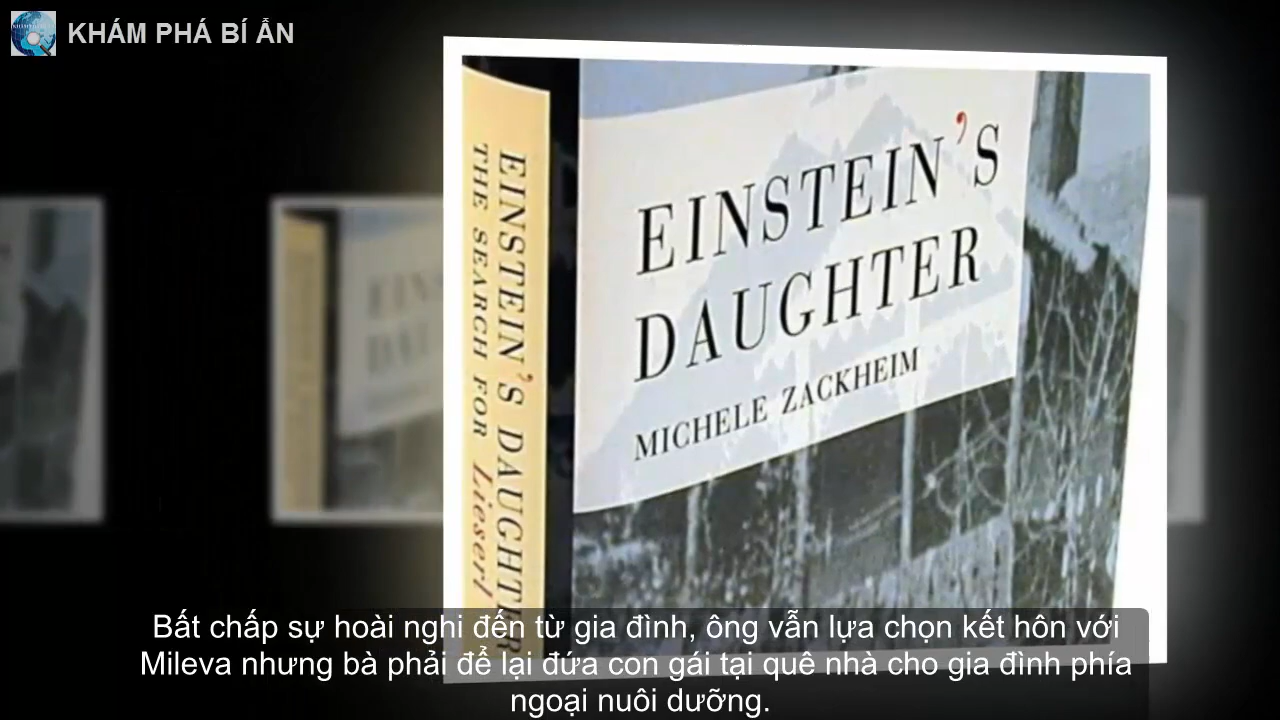 KHÁM PHÁ BÍ ẨN
EINSTEIN'S
DAUGHTER
MICHELE ZACKHEIM
EINSTEIN'S DAUGHTER
THE SEARCH FOR Lieserl
Bất chấp sự hoài nghi đến từ gia đình, ông vẫn lựa chọn kết hôn với
Mileva nhưng bà phải để lại đứa con gái tại quê nhà cho gia đình phía
ngoại nuôi dưỡng.